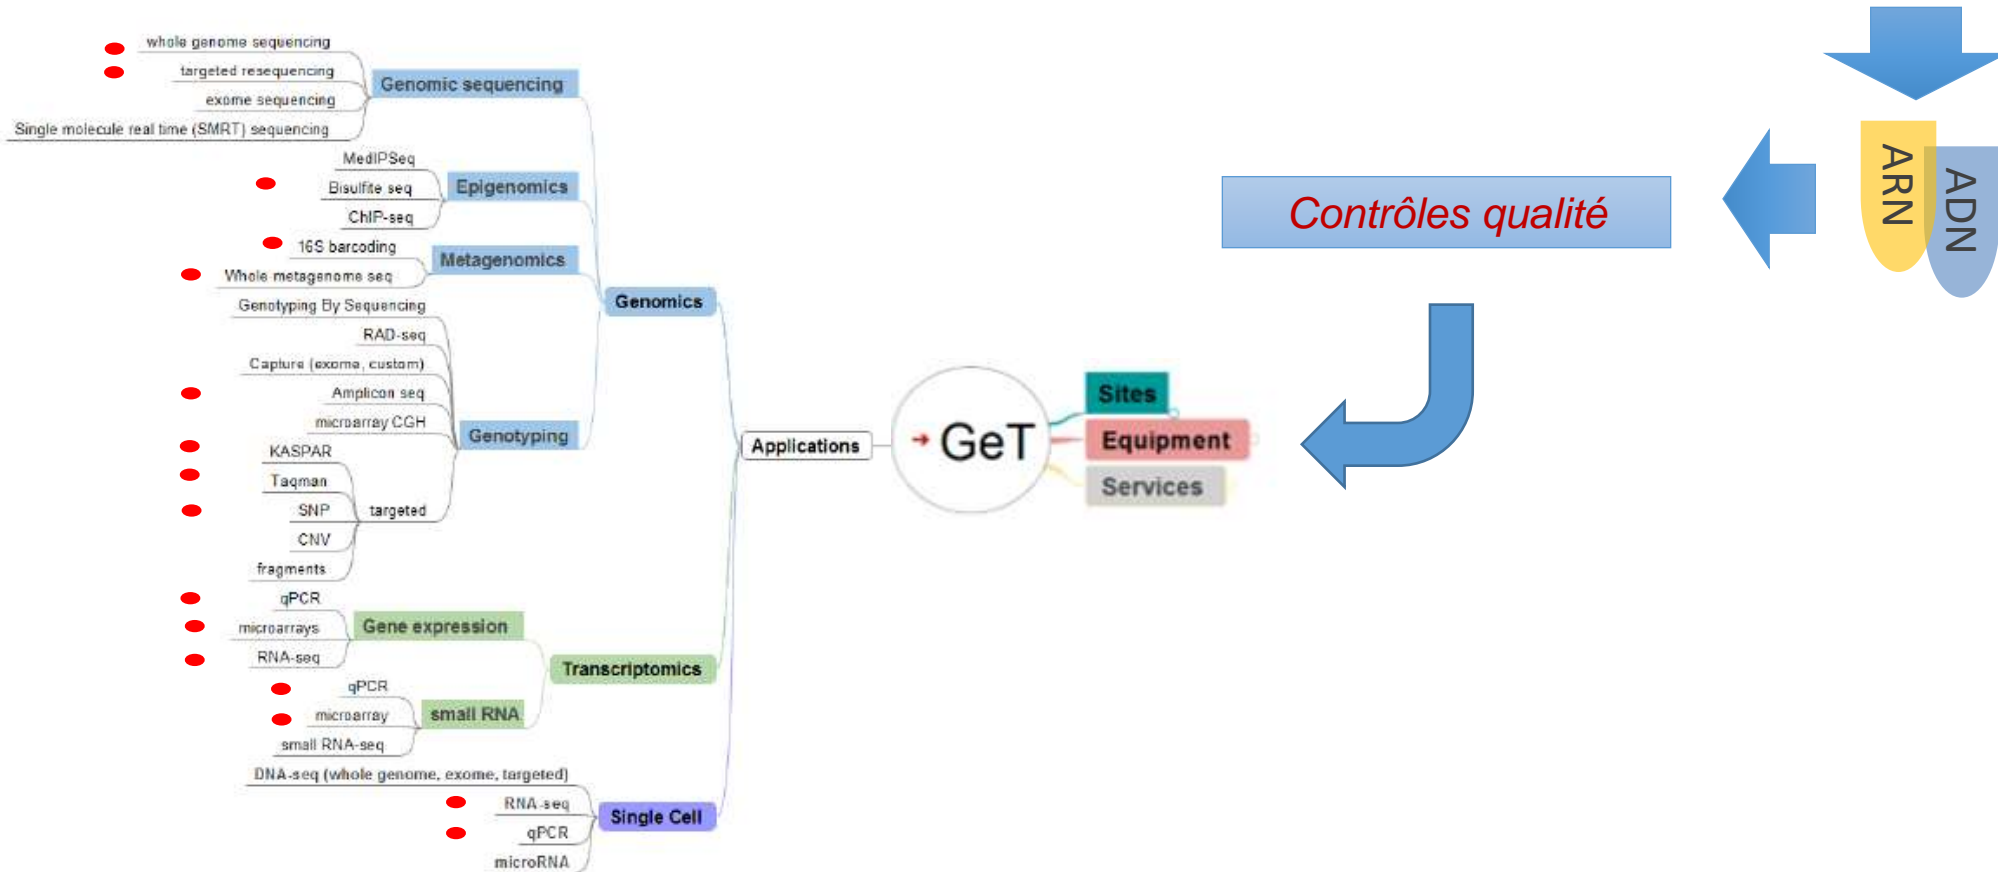 whole genome sequencing
targeted resequencing
exome sequencing
Single molecule real time (SMRT) sequencing
Genomic sequencing
MedIPSeq
Bisulfite seq
ChIP-seq
Epigenomics
16S barcoding
Whole metagenome seq
Metagenomics
Genotyping By Sequencing
RAD-seq
Capture (exome, custom)
Amplicon seq
microarray CGH
KASPAR
Taqman
SNP
CNV
fragments
targeted
Genotyping
Genomics
qPCR
microarrays
RNA-seq
Gene expression
qPCR
microarray
small RNA-seq
small RNA
Transcriptomics
DNA-seq (whole genome, exome, targeted)
RNA-seq
qPCR
microRNA
Single Cell
Applications
GeT
Sites
Equipment
Services
Contrôles qualité
ARN
ADN